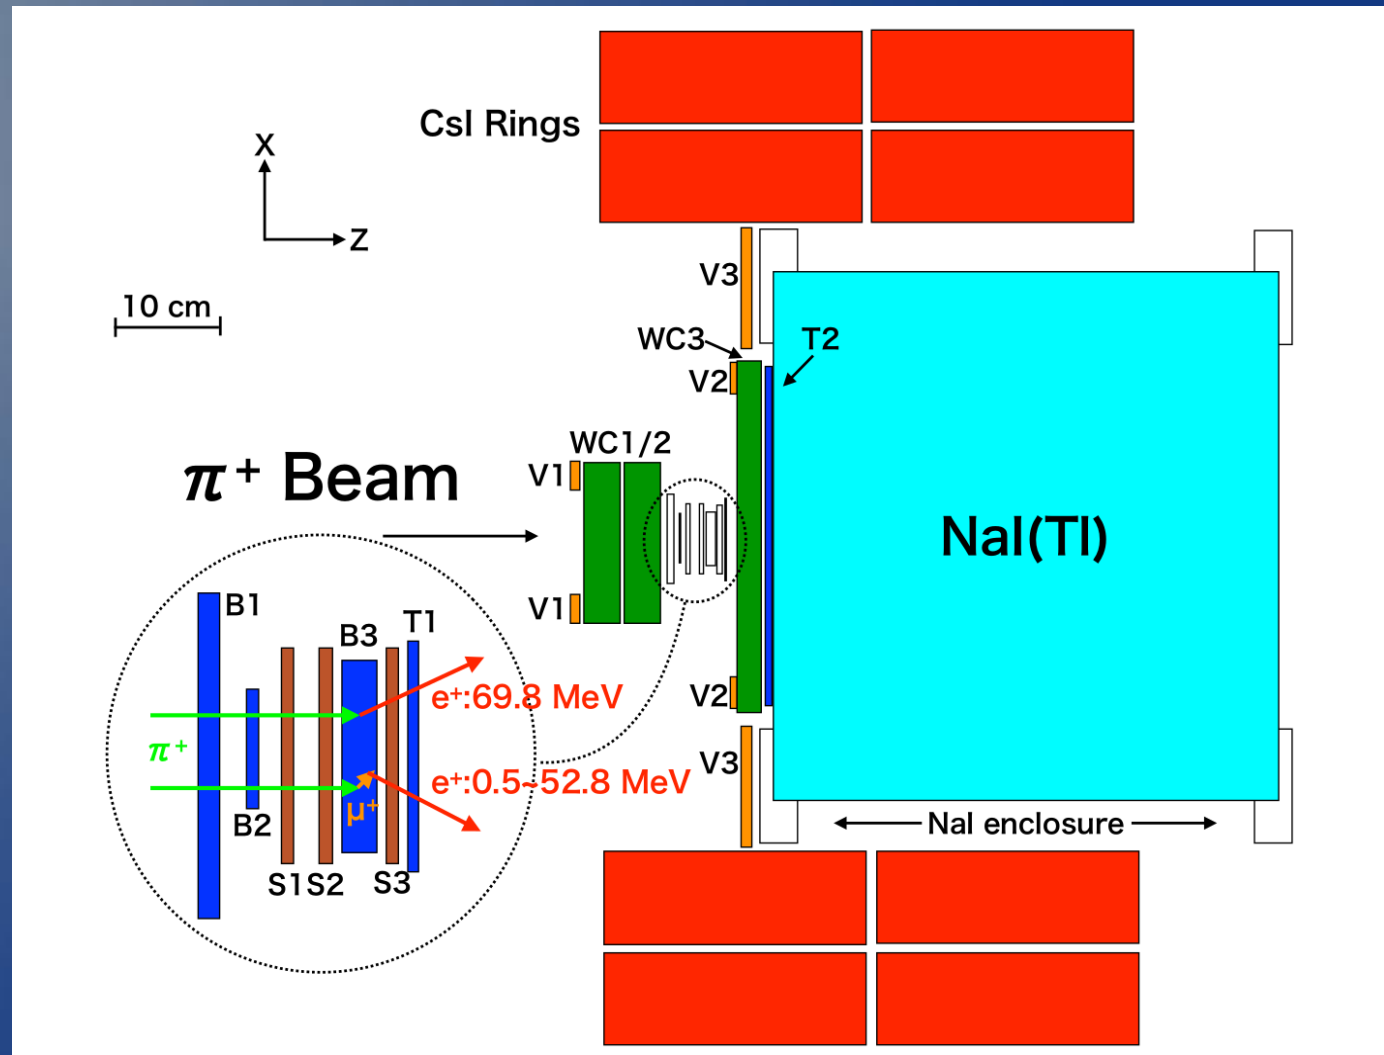 CsI Rings
X
Z
10 cm
V3
WC3
T2
V2
WC1/2
π⁺ Beam
V1
NaI(Tl)
V1
B1
B3
T1
e⁺:69.8 MeV
V2
π⁺
e⁺:0.5~52.8 MeV
V3
μ⁺
B2
NaI enclosure
S1
S2
S3